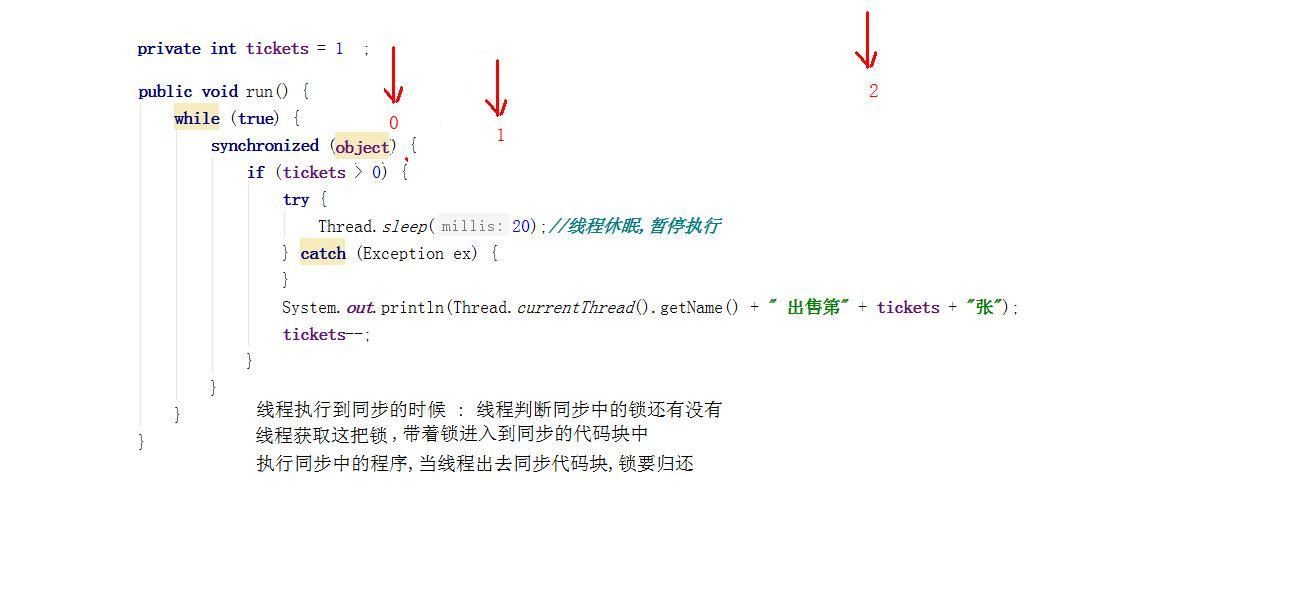 private int tickets = 1 ;
public void run() {
while (true) {
synchronized (object) {
if (tickets > 0) {
try {
Thread.sleep( millis: 20);//线程休眠,暂停执行
} catch (Exception ex) {
}
System.out.println(Thread.currentThread().getName() + " 出售第" + tickets + "张");
tickets--;
}
}
}
}
0
1
2
线程执行到同步的时候 : 线程判断同步中的锁还有没有
线程获取这把锁,带着锁进入到同步的代码块中
执行同步中的程序,当线程出去同步代码块,锁要归还